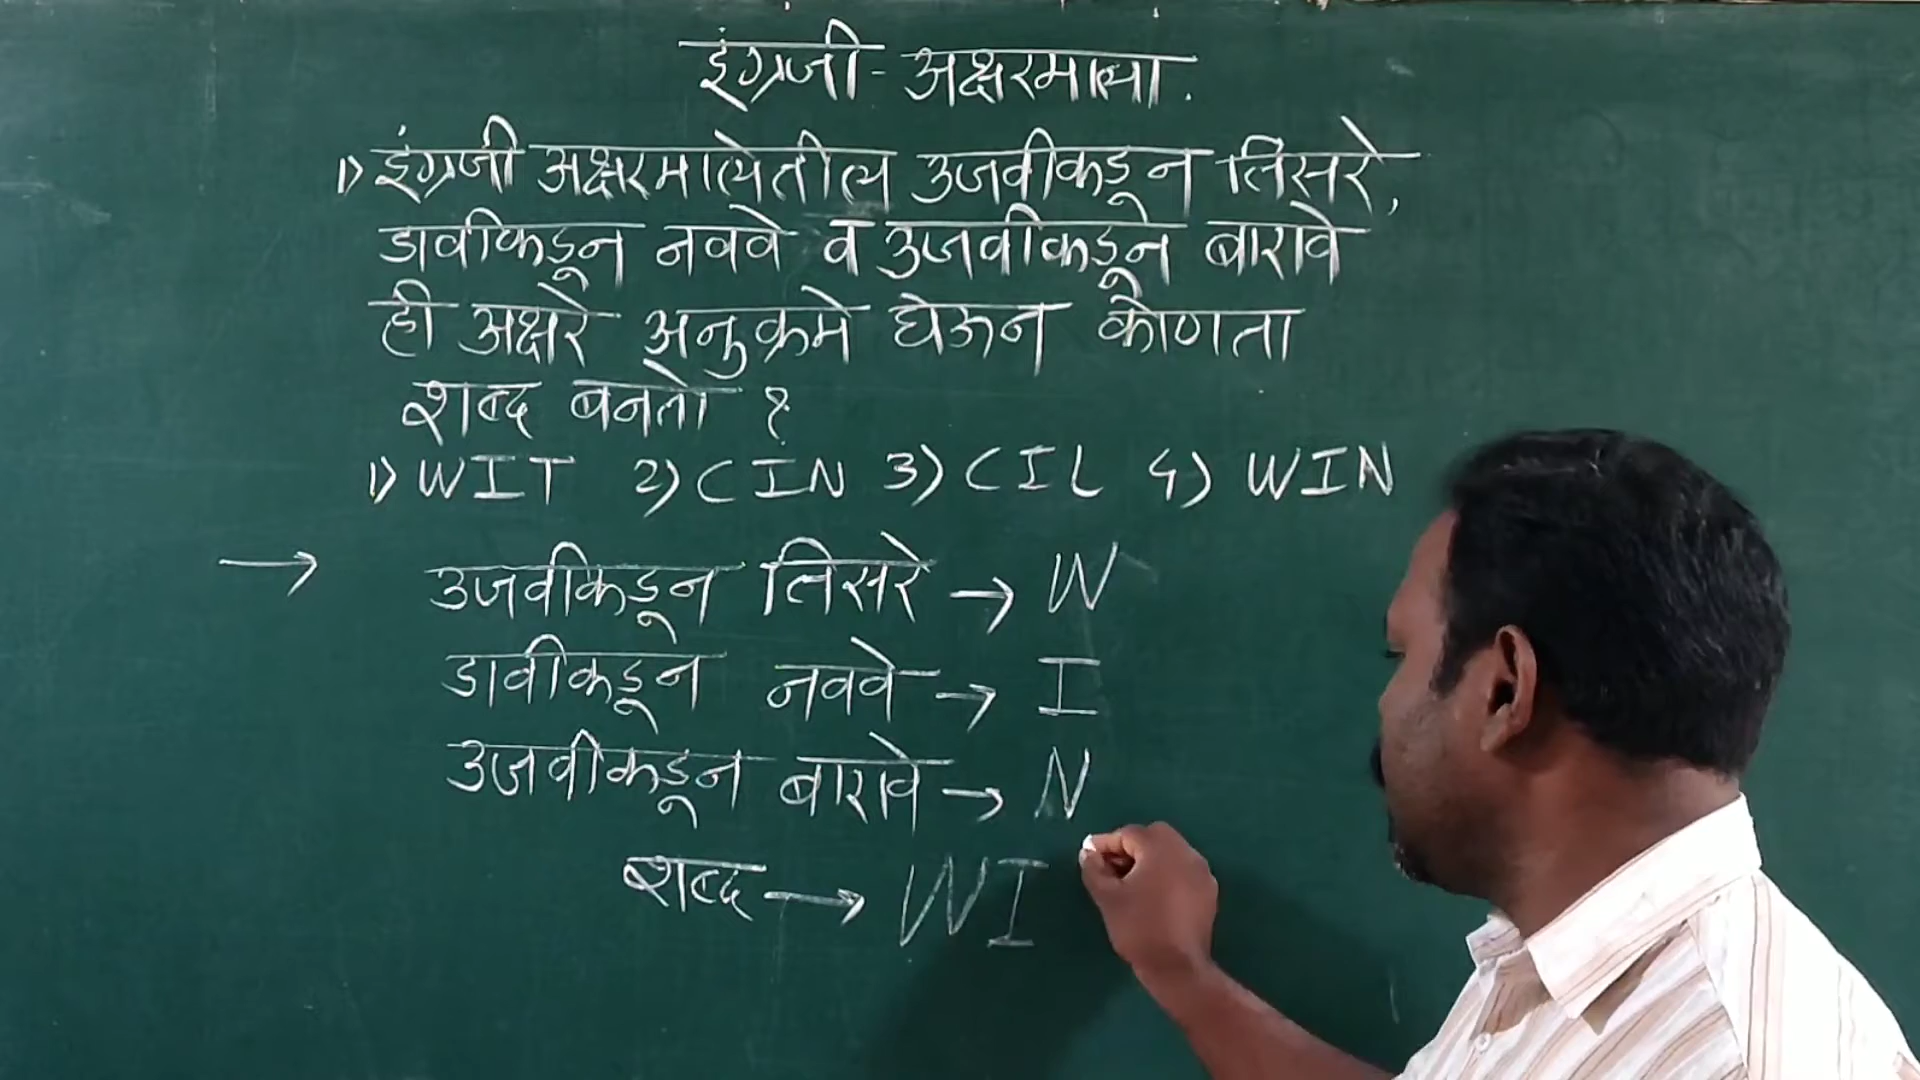 इंग्रजी - अक्षरमाला.
1) इंग्रजी अक्षरमालेतील उजवीकडून तिसरे,
डावीकडून नववे व उजवीकडून बारावे
ही अक्षरे अनुक्रमे घेऊन कोणता
शब्द बनतो ?
1) WIT 2) CIN 3) CIL 4) WIN
→ उजवीकडून तिसरे → W
डावीकडून नववे → I
उजवीकडून बारावे → N
शब्द → WI